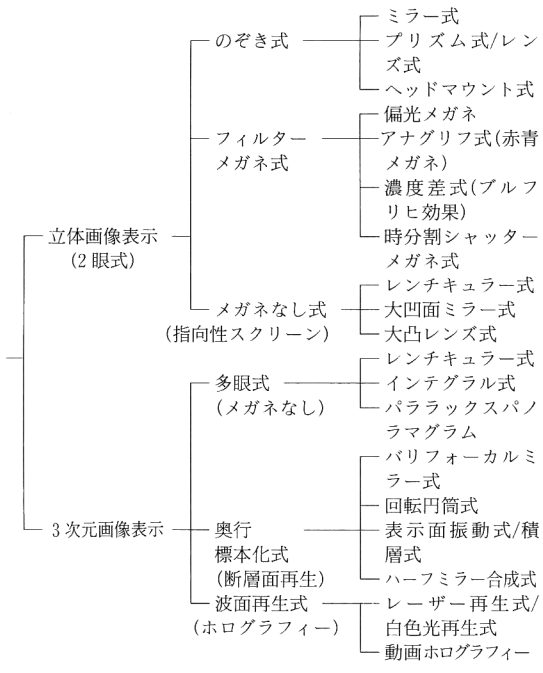 立体画像表示
(2眼式)
のぞき式
ミラー式
プリズム式/レン
ズ式
ヘッドマウント式
フィルター
メガネ式
偏光メガネ
アナグリフ式(赤青
メガネ)
濃度差式(プルフ
リヒ効果)
時分割シャッター
メガネ式
メガネなし式
(指向性スクリーン)
レンチキュラー式
大凹面ミラー式
大凸レンズ式
3次元画像表示
多眼式
(メガネなし)
レンチキュラー式
インテグラル式
パララックスパノ
ラマグラム
奥行
標本化式
(断層面再生)
バリフォーカルミ
ラー式
回転円筒式
表示面振動式/積
層式
ハーフミラー合成式
波面再生式
(ホログラフィー)
レーザー再生式/
白色光再生式
動画ホログラフィー